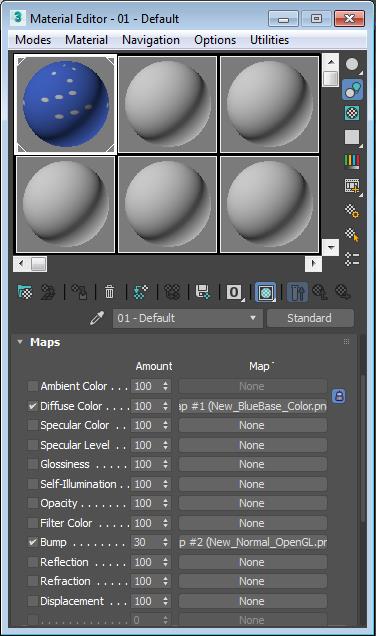 3 Material Editor - 01 - Default
Modes Material Navigation Options Utilities
0
01 - Default Standard
Maps
Amount Map
Ambient Color . . . 100 None
Diffuse Color . . . . 100 ap #1 (New_BlueBase_Color.pn
Specular Color . . . 100 None
Specular Level . . . 100 None
Glossiness . . . . . . 100 None
Self-Illumination . . . 100 None
Opacity . . . . . . . . 100 None
Filter Color . . . . . 100 None
Bump . . . . . . . . . 30 ap #2 (New_Normal_OpenGL.pr
Reflection . . . . . . 100 None
Refraction . . . . . . 100 None
Displacement . . . . 100 None
0